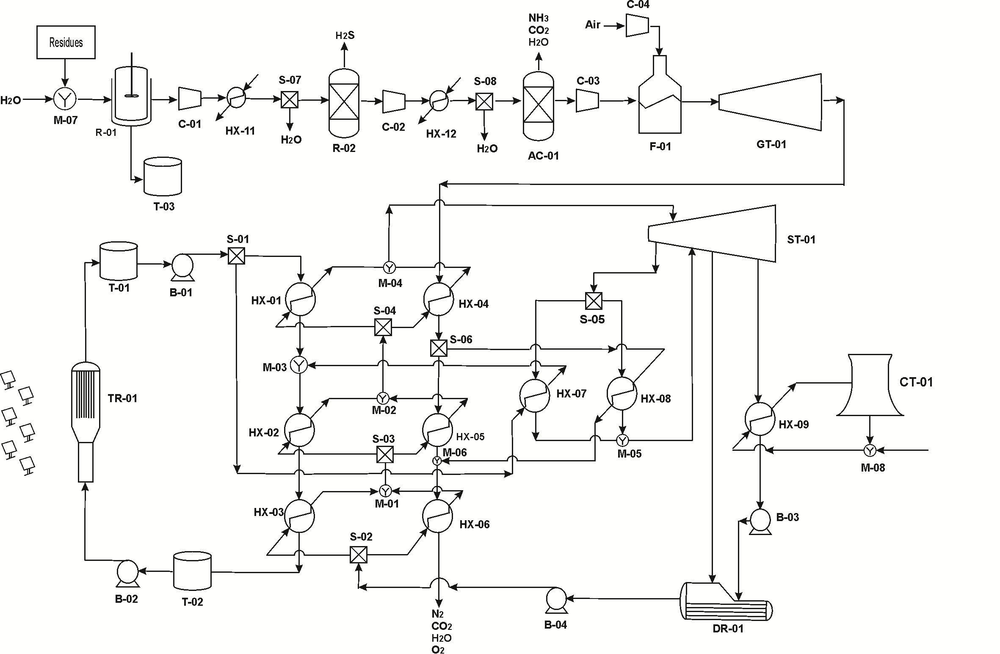 C-04
NH3
CO2
H2O
Air
H2S
Residues
S-07
S-08
C-03
H2O
M-07
R-01
C-01
HX-11
H2O
R-02
C-02
HX-12
H2O
AC-01
F-01
GT-01
T-03
S-01
ST-01
T-01
B-01
M-04
HX-01
HX-04
S-04
S-05
S-06
M-03
TR-01
HX-07
HX-08
CT-01
M-02
HX-02
HX-05
HX-09
S-03
M-06
M-05
M-08
M-01
HX-03
HX-06
B-03
S-02
B-02
T-02
N2
CO2
H2O
O2
B-04
DR-01